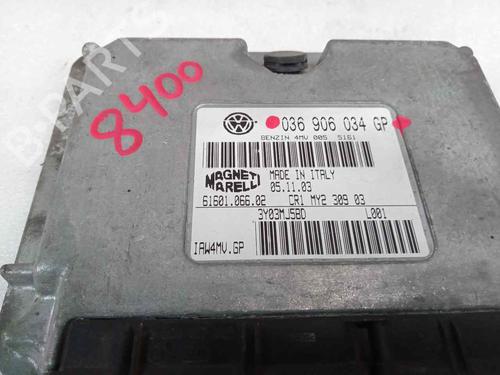 8400
036 906 034 GP
BENZIN 4MV 005 5161
MAGNETI MARELLI
MADE IN ITALY
05.11.03
61601.066.02 CR1 MY2 309 03
3Y03MJ5BD L001
IAW4MV.GP